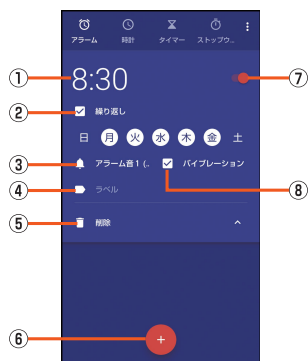 アラーム 時計 タイマー ストップウ...
① 8:30 ⑦
② 繰り返し
日 月 火 水 木 金 土
③ アラーム音1 (.. バイブレーション
④ ラベル ⑧
⑤ 削除
⑥ +